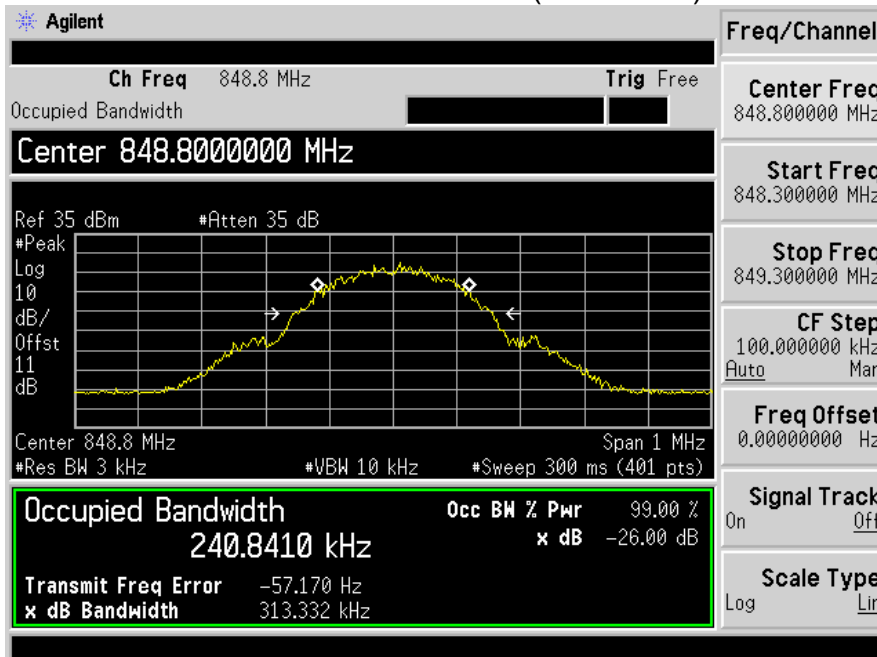 Agilent
Freq/Channel
Ch Freq 848.8 MHz Trig Free
Occupied Bandwidth
Center 848.8000000 MHz
Ref 35 dBm #Atten 35 dB
#Peak
Log
10
dB/
Offst
11
dB
Center 848.8 MHz Span 1 MHz
#Res BW 3 kHz #VBW 10 kHz #Sweep 300 ms (401 pts)
Occupied Bandwidth Occ BW % Pwr 99.00 %
240.8410 kHz x dB -26.00 dB
Transmit Freq Error -57.170 Hz
x dB Bandwidth 313.332 kHz
Center Freq
848.800000 MHz
Start Freq
848.300000 MHz
Stop Freq
849.300000 MHz
CF Step
100.000000 kHz
Auto Man
Freq Offset
0.00000000 Hz
Signal Track
On Off
Scale Type
Log Lin